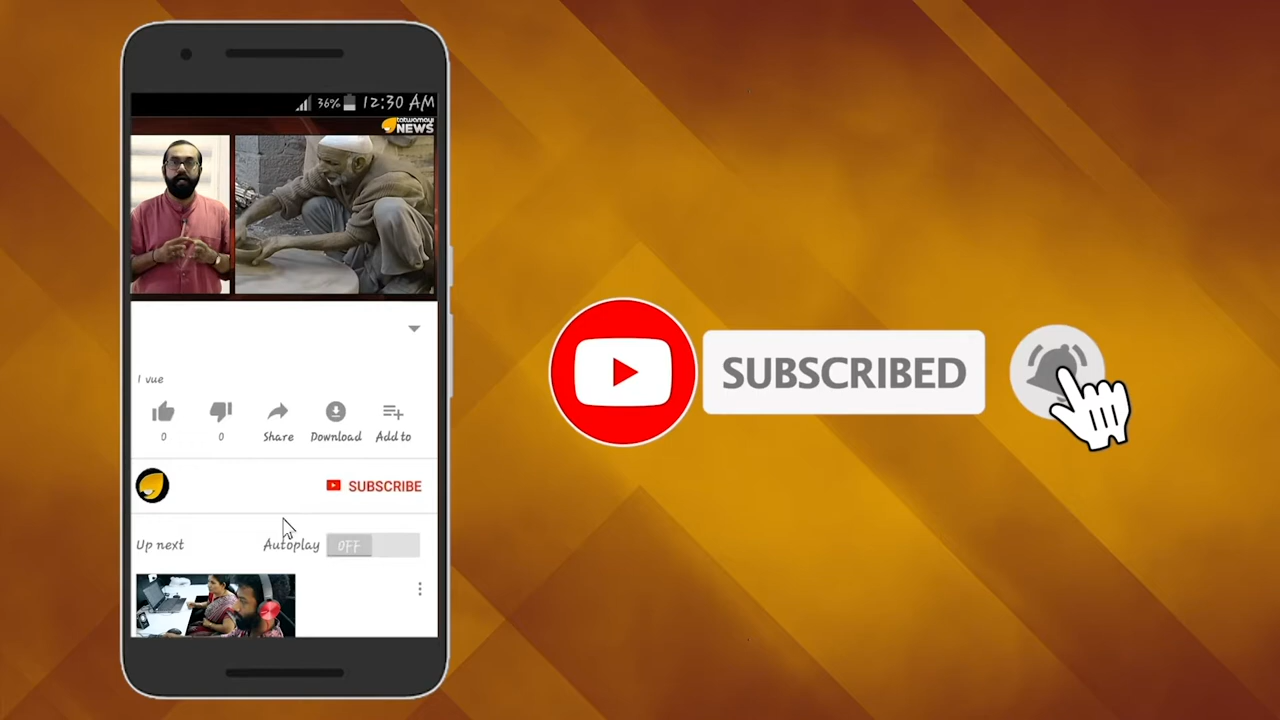 36% 12:30 AM
tatwamayi
NEWS
1 vue
0 0 Share Download Add to
SUBSCRIBE
Up next Autoplay OFF
SUBSCRIBED